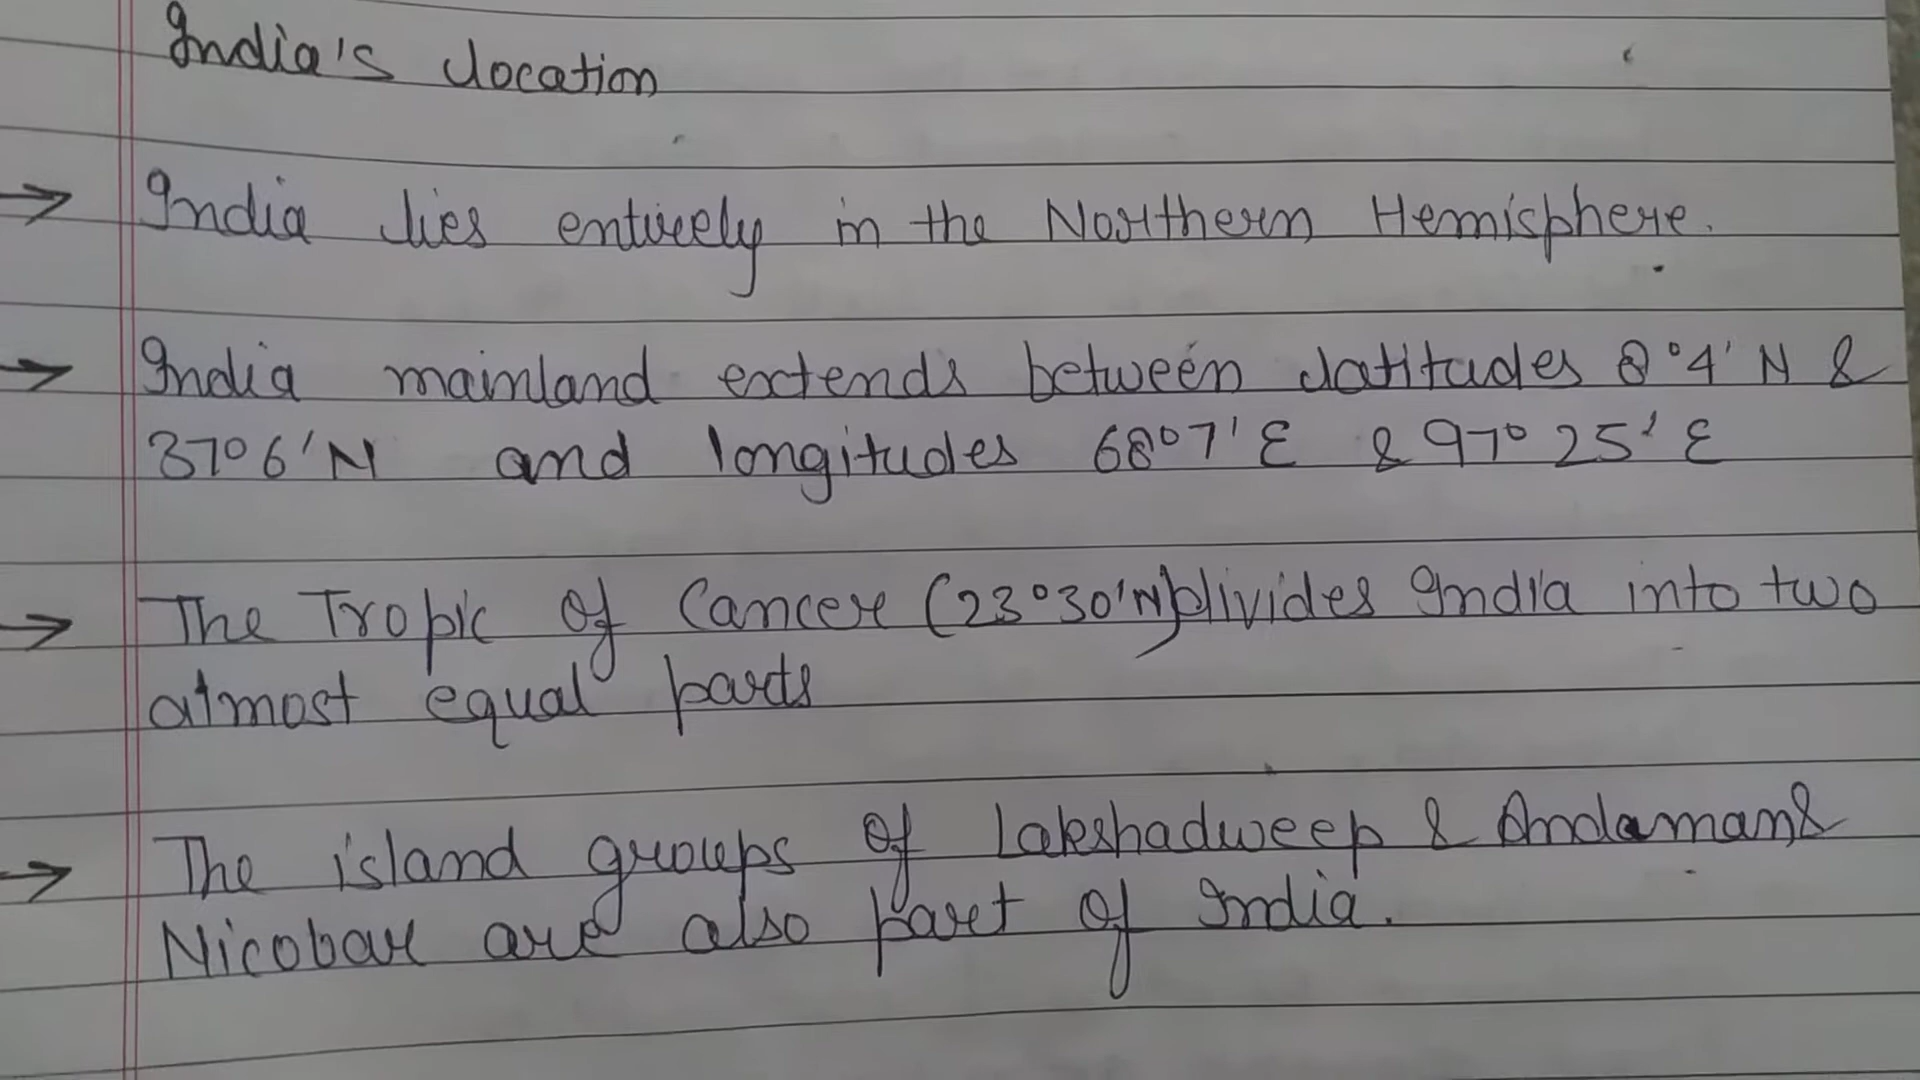 India's location
→ India lies entirely in the Northern Hemisphere.
→ India mainland extends between latitudes 8°4' N &
37°6'N and longitudes 68°7' E & 97° 25' E
→ The Tropic of Cancer (23°30'N) divides India into two
almost equal parts
→ The island groups of Lakshadweep & Andaman &
Nicobar are also part of India.